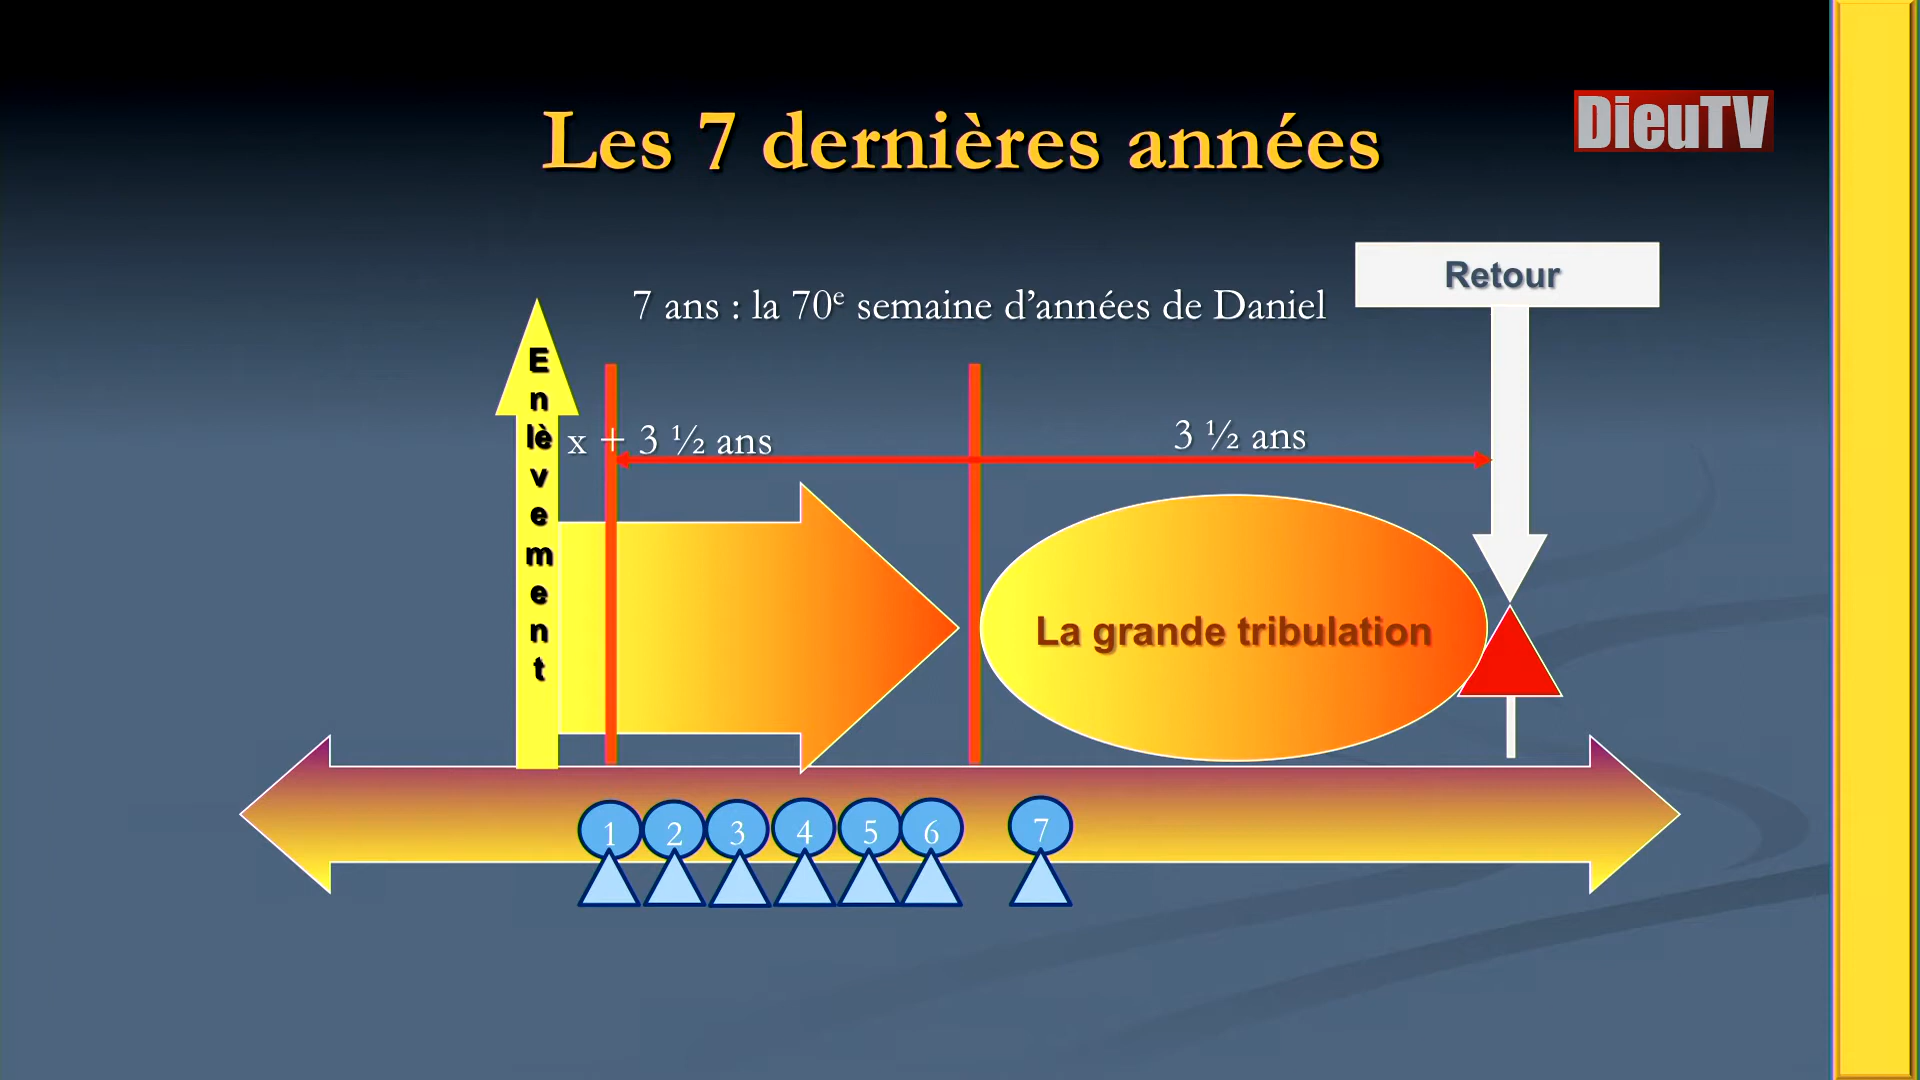 Les 7 dernières années
DieuTV
Retour
7 ans : la 70e semaine d’années de Daniel
Enlèvement
x + 3 ½ ans
3 ½ ans
La grande tribulation
1 2 3 4 5 6 7